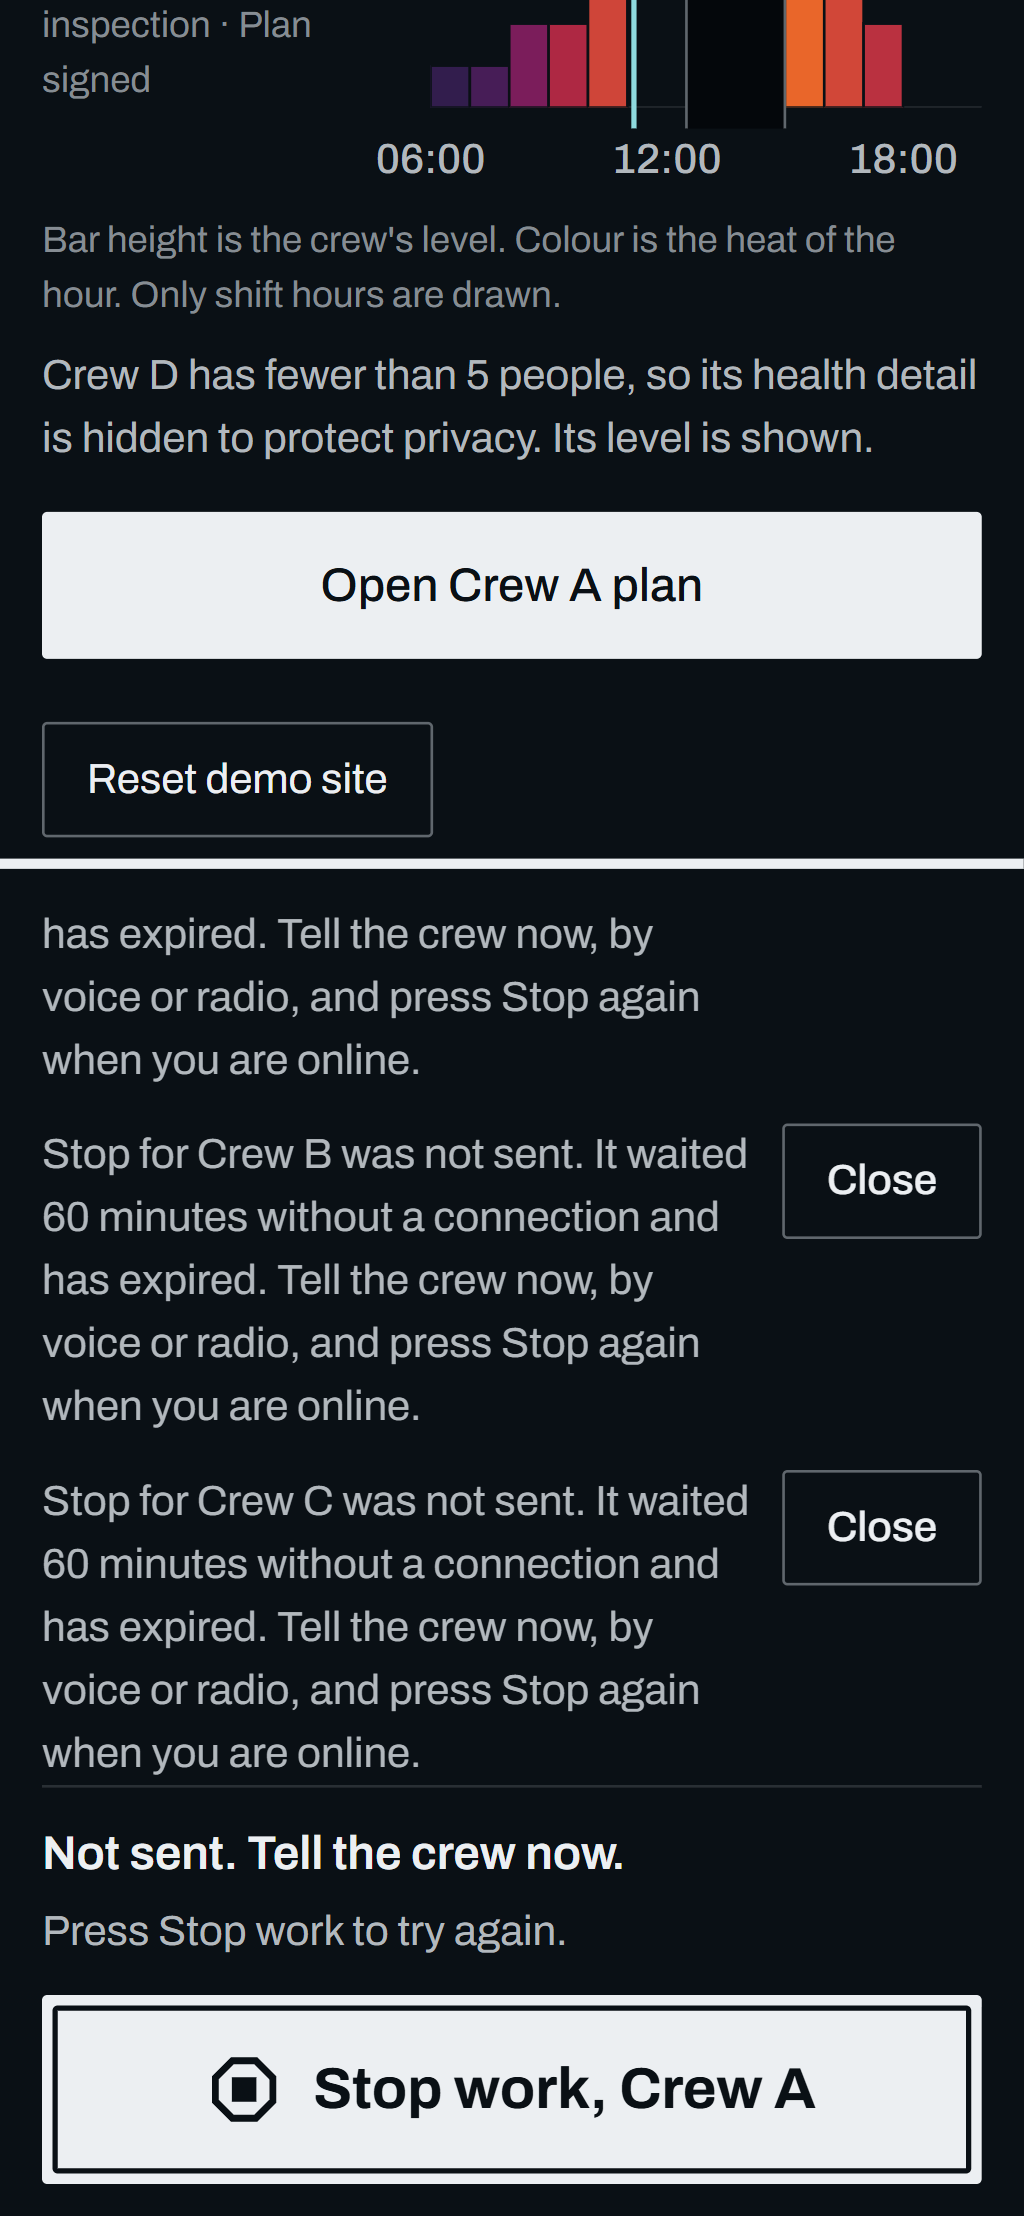 inspection · Plan
signed
06:00 12:00 18:00
Bar height is the crew's level. Colour is the heat of the
hour. Only shift hours are drawn.
Crew D has fewer than 5 people, so its health detail
is hidden to protect privacy. Its level is shown.
Open Crew A plan
Reset demo site
has expired. Tell the crew now, by
voice or radio, and press Stop again
when you are online.
Stop for Crew B was not sent. It waited
60 minutes without a connection and
has expired. Tell the crew now, by
voice or radio, and press Stop again
when you are online.
Close
Stop for Crew C was not sent. It waited
60 minutes without a connection and
has expired. Tell the crew now, by
voice or radio, and press Stop again
when you are online.
Close
Not sent. Tell the crew now.
Press Stop work to try again.
Stop work, Crew A